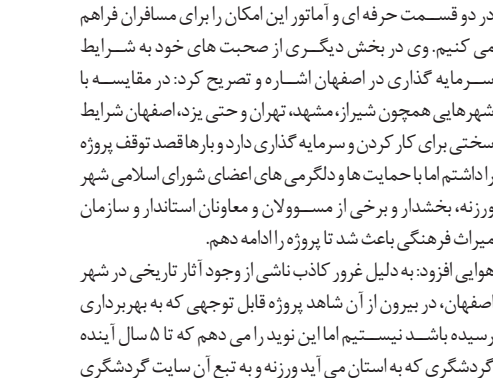 در دو قسمت حرفه ای و آماتور این امکان را برای مسافران فراهم
می کنیم. وی در بخش دیگری از صحبت های خود به شرایط
سرمایه گذاری در اصفهان اشاره و تصریح کرد: در مقایسه با
شهرهایی همچون شیراز، مشهد، تهران و حتی یزد، اصفهان شرایط
سختی برای کار کردن و سرمایه گذاری دارد و بارها قصد توقف پروژه
را داشتم اما با حمایت ها و دلگرمی های اعضای شورای اسلامی شهر
ورزنه، بخشدار و برخی از مسوولان و معاونان استاندار و سازمان
میراث فرهنگی باعث شد تا پروژه را ادامه دهم.
هوایی افزود: به دلیل غرور کاذب ناشی از وجود آثار تاریخی در شهر
اصفهان، در بیرون از آن شاهد پروژه قابل توجهی که به بهربرداری
رسیده باشد نیستیم اما این نوید را می دهم که تا ۵ سال آینده
گردشگری که به استان می آید ورزنه و به تبع آن سایت گردشگری